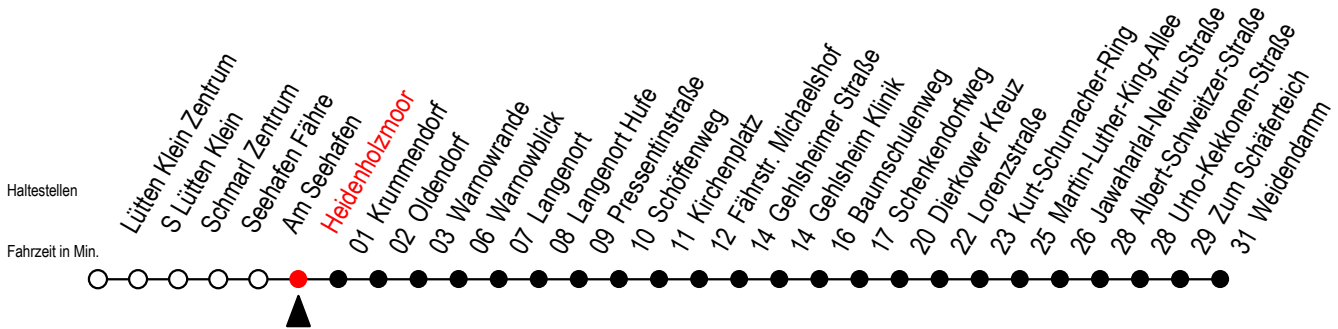 Haltestellen
Fahrzeit in Min.
Lütten Klein Zentrum
S Lütten Klein
Schmarl Zentrum
Seehafen Fähre
Am Seehafen
Heidenholzmoor
01 Krummendorf
02 Oldendorf
03 Warnowrande
06 Warnowblick
07 Langenort
08 Langenort Hufe
09 Pressentinstraße
10 Schöffenweg
11 Kirchenplatz
12 Fährstr. Michaelshof
14 Gehlsheimer Straße
14 Gehlsheim Klinik
16 Baumschulenweg
17 Schenkendorfweg
20 Dierkower Kreuz
22 Lorenzstraße
23 Kurt-Schumacher-Ring
25 Martin-Luther-King-Allee
26 Jawaharlal-Nehru-Straße
28 Albert-Schweitzer-Straße
28 Urho-Kekkonen-Straße
29 Zum Schäferteich
31 Weidendamm